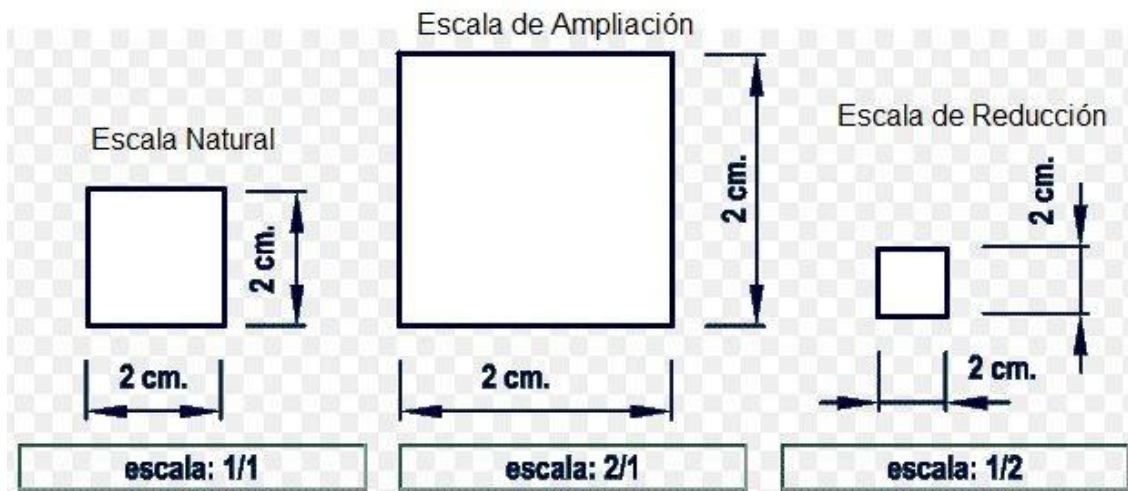 Escala de Ampliación
Escala Natural
Escala de Reducción
2 cm.
2 cm.
2 cm.
2 cm.
2 cm.
2 cm.
escala: 1/1
escala: 2/1
escala: 1/2